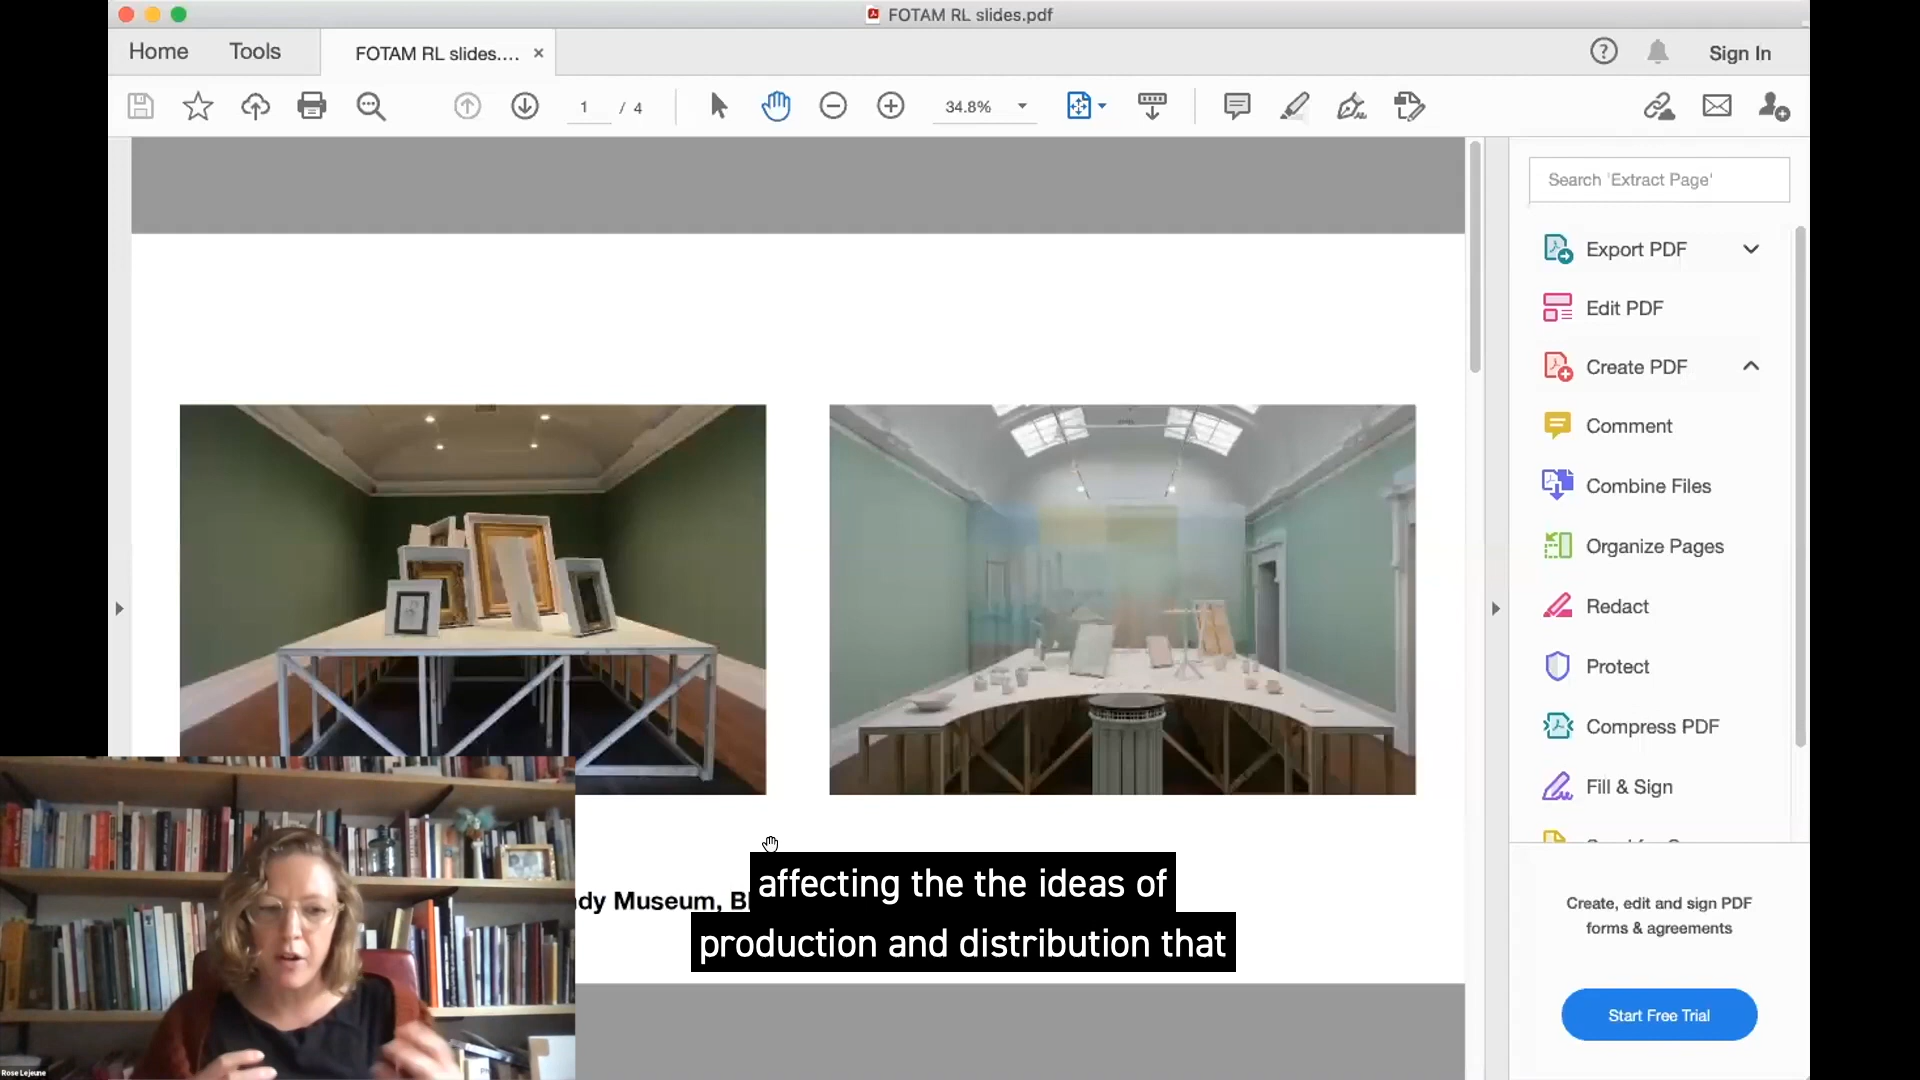 FOTAM RL slides.pdf
Home
Tools
FOTAM RL slides....
Sign In
1 / 4
34.8%
Search 'Extract Page'
Export PDF
Edit PDF
Create PDF
Comment
Combine Files
Organize Pages
Redact
Protect
Compress PDF
Fill & Sign
Create, edit and sign PDF
forms & agreements
Start Free Trial
Museum,
affecting the the ideas of
production and distribution that
Rose Lejeune